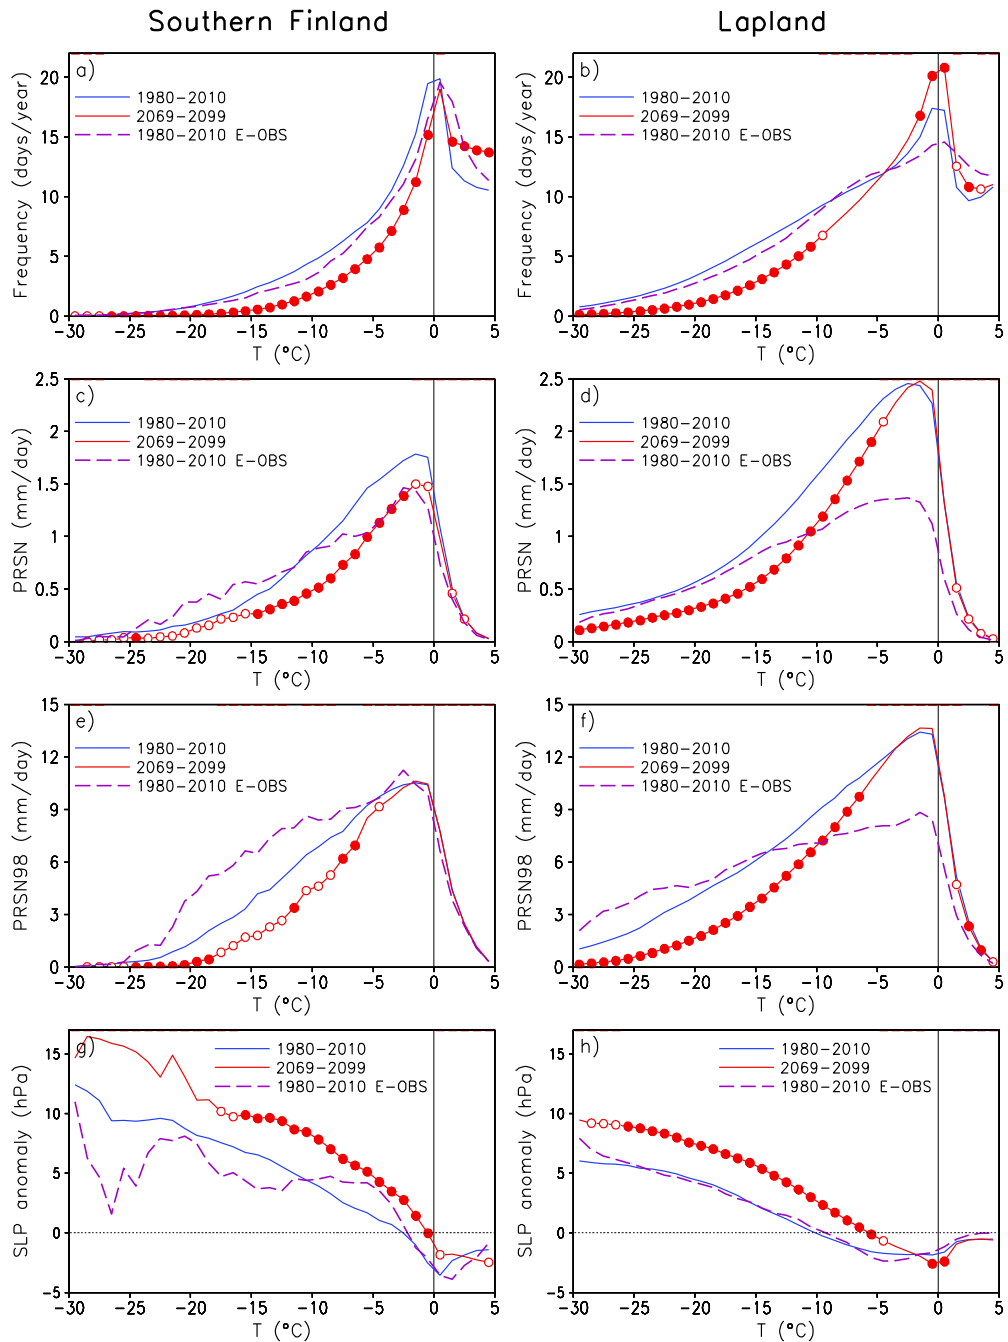 Southern Finland
Lapland
a)
1980-2010
2069-2099
1980-2010 E-OBS
Frequency (days/year)
20
15
10
5
0
-30 -25 -20 -15 -10 -5 0 5
T (°C)
b)
1980-2010
2069-2099
1980-2010 E-OBS
Frequency (days/year)
20
15
10
5
0
-30 -25 -20 -15 -10 -5 0 5
T (°C)
c)
1980-2010
2069-2099
1980-2010 E-OBS
PRSN (mm/day)
2.5
2
1.5
1
0.5
0
-30 -25 -20 -15 -10 -5 0 5
T (°C)
d)
1980-2010
2069-2099
1980-2010 E-OBS
PRSN (mm/day)
2.5
2
1.5
1
0.5
0
-30 -25 -20 -15 -10 -5 0 5
T (°C)
e)
1980-2010
2069-2099
1980-2010 E-OBS
PRSN98 (mm/day)
15
12
9
6
3
0
-30 -25 -20 -15 -10 -5 0 5
T (°C)
f)
1980-2010
2069-2099
1980-2010 E-OBS
PRSN98 (mm/day)
15
12
9
6
3
0
-30 -25 -20 -15 -10 -5 0 5
T (°C)
g)
1980-2010
2069-2099
1980-2010 E-OBS
SLP anomaly (hPa)
15
10
5
0
-5
-30 -25 -20 -15 -10 -5 0 5
T (°C)
h)
1980-2010
2069-2099
1980-2010 E-OBS
SLP anomaly (hPa)
15
10
5
0
-5
-30 -25 -20 -15 -10 -5 0 5
T (°C)